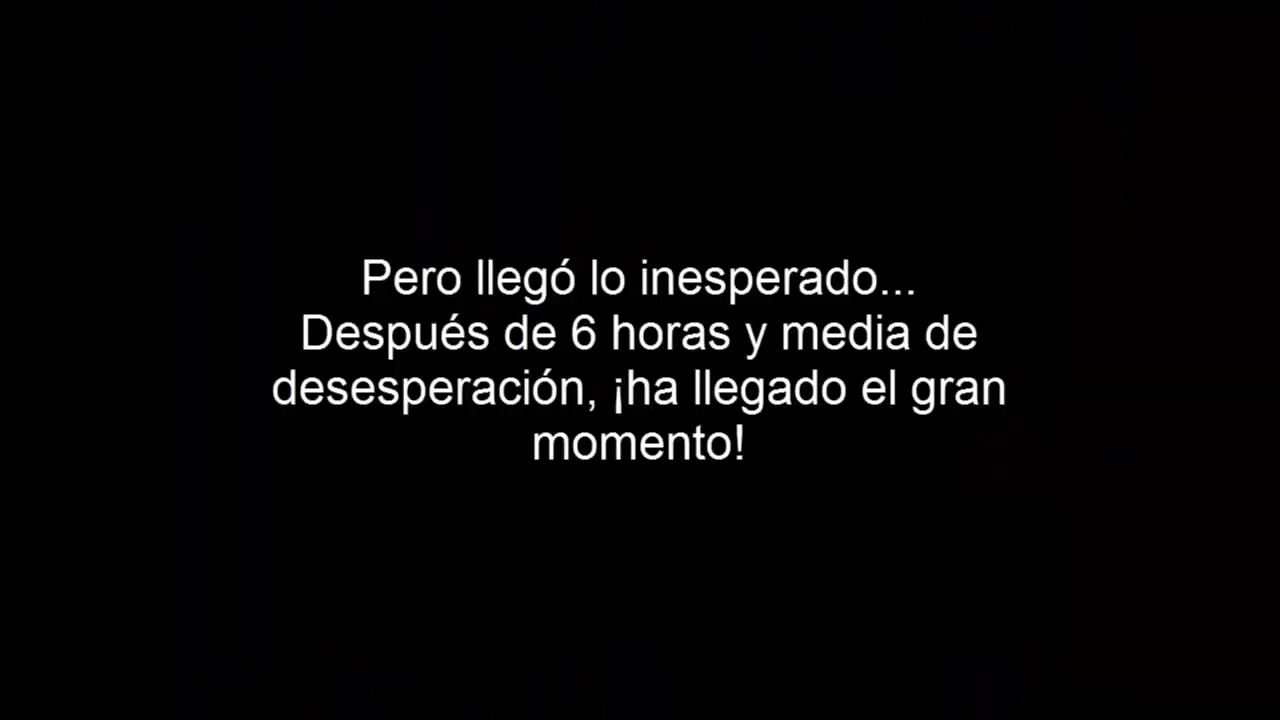 Pero llegó lo inesperado...
Después de 6 horas y media de
desesperación, ¡ha llegado el gran
momento!